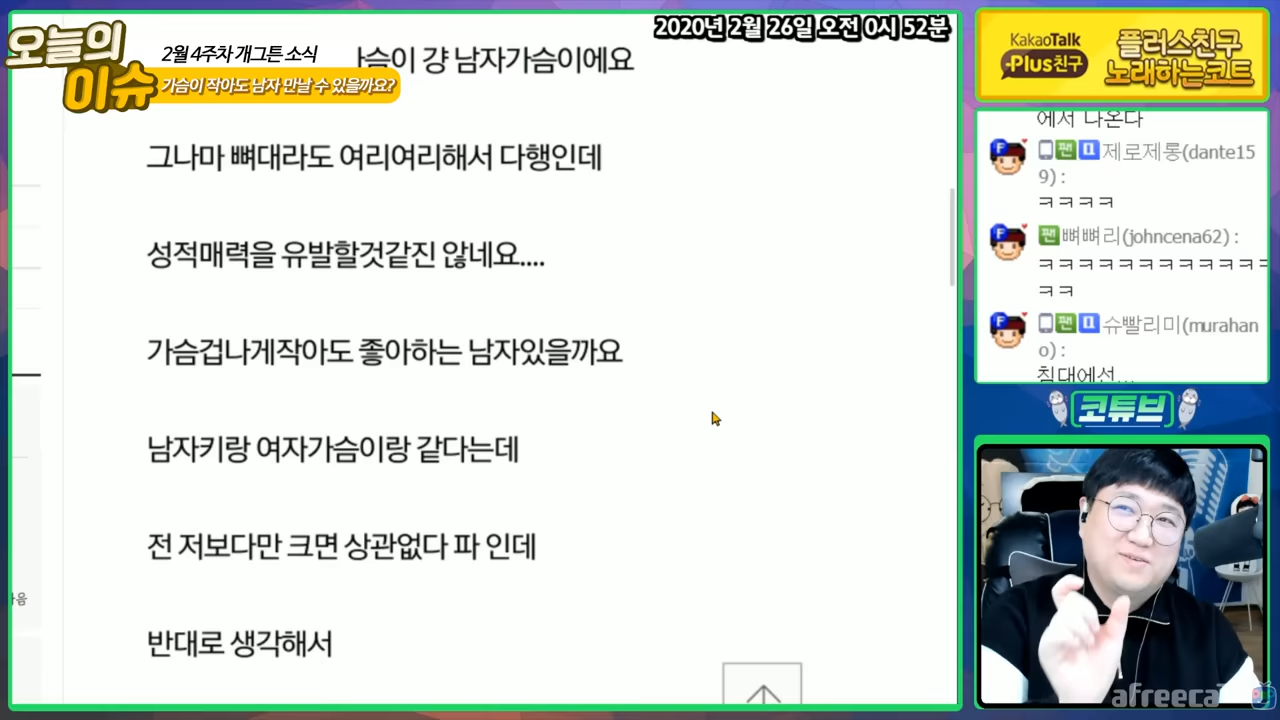 오늘의
이슈
2월 4주차 개그튼 소식
가슴이 작아도 남자 만날 수 있을까요?
2020년 2월 26일 오전 0시 52분
가슴이 걍 남자가슴이에요
그나마 뼈대라도 여리여리해서 다행인데
성적매력을 유발할것같진 않네요....
가슴겁나게작아도 좋아하는 남자있을까요
남자키랑 여자가슴이랑 같다는데
전 저보다만 크면 상관없다 파 인데
반대로 생각해서
KakaoTalk
Plus친구
플러스친구
노래하는코트
에서 나온다
팬 제로제롱(dante15
9) :
ㅋㅋㅋㅋ
팬 뼈뼈리(johncena62) :
ㅋㅋㅋㅋㅋㅋㅋㅋㅋㅋㅋㅋ
ㅋㅋ
팬 슈빨리미(murahan
o) :
침대에선...
코튜브
afreeca